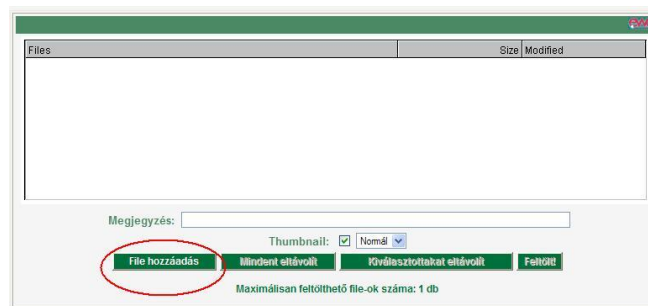 Files Size Modified
Megjegyzés:
Thumbnail: Normál
File hozzáadás Mindent eltávolít Kiválasztottakat eltávolít Feltölt!
Maximálisan feltölthető file-ok száma: 1 db